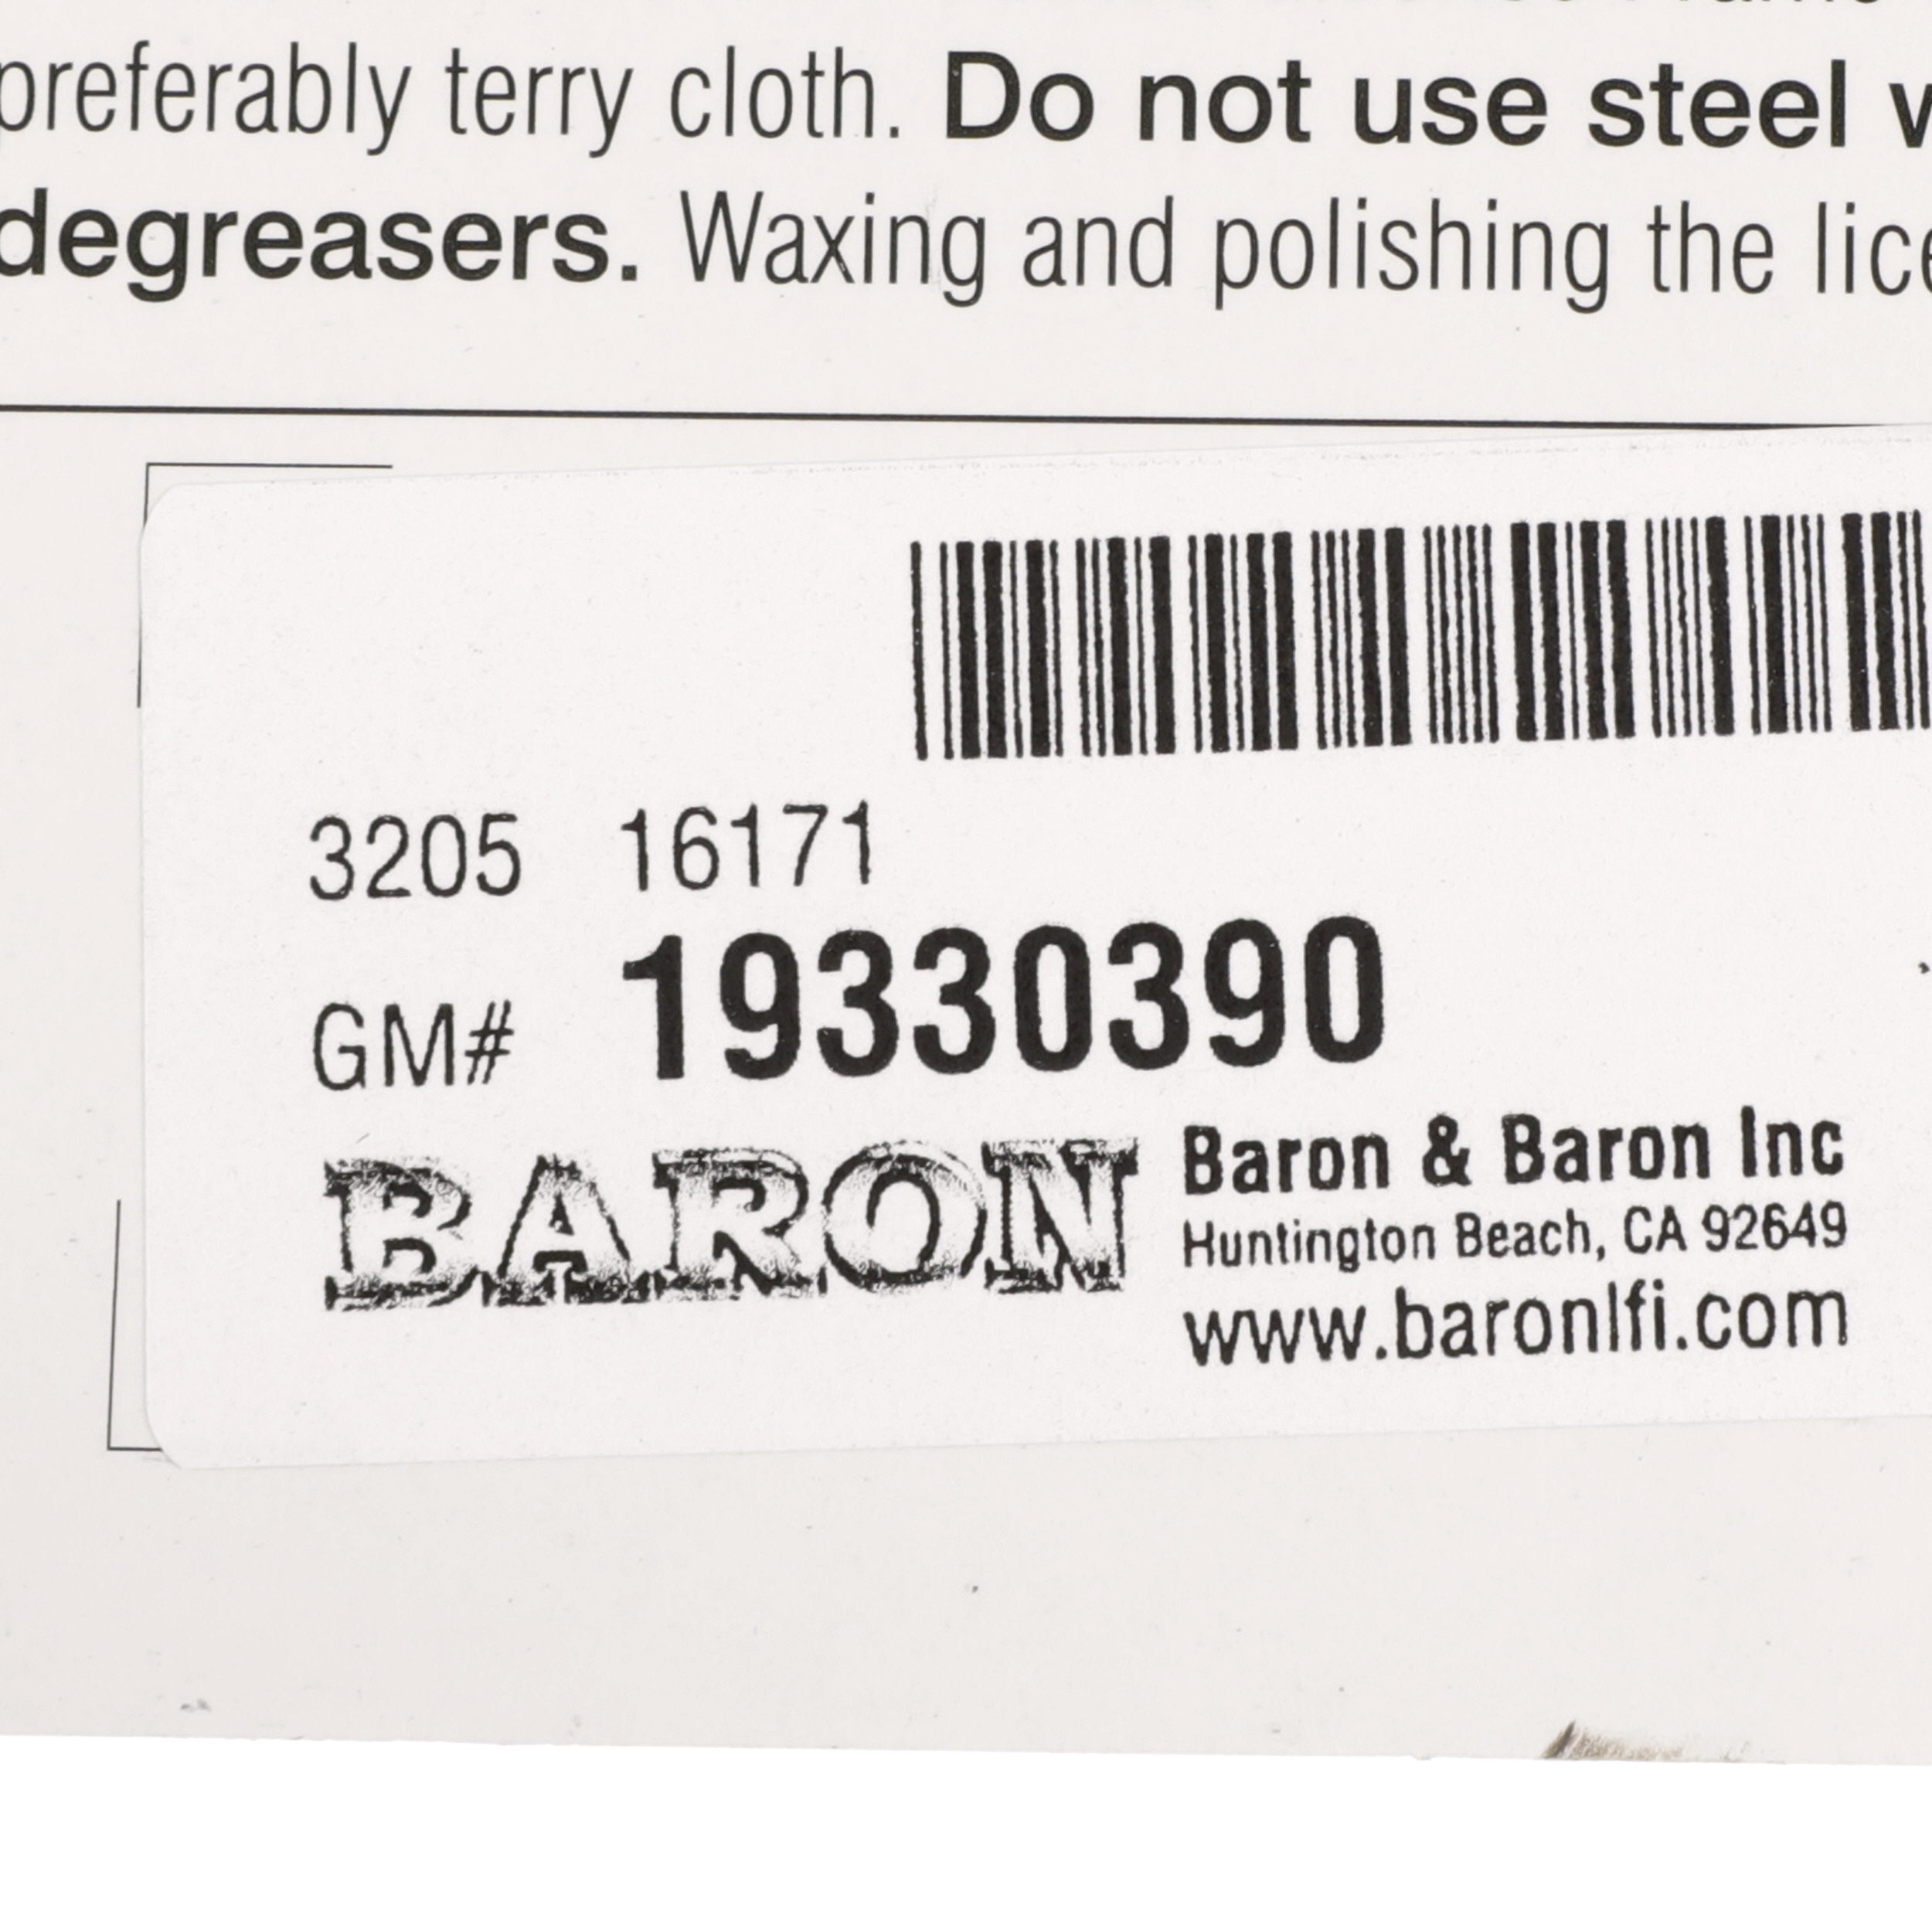 preferably terry cloth. Do not use steel
degreasers. Waxing and polishing the
3205 16171
GM# 19330390
BARON
Baron & Baron Inc
Huntington Beach, CA 92649
www.baronlfi.com